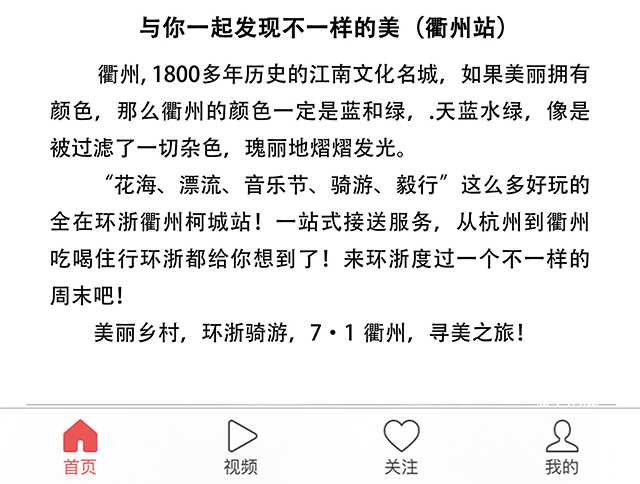 与你一起发现不一样的美（衢州站）
衢州, 1800多年历史的江南文化名城，如果美丽拥有
颜色，那么衢州的颜色一定是蓝和绿，.天蓝水绿，像是
被过滤了一切杂色，瑰丽地熠熠发光。
“花海、漂流、音乐节、骑游、毅行”这么多好玩的
全在环浙衢州柯城站！一站式接送服务，从杭州到衢州
吃喝住行环浙都给你想到了！来环浙度过一个不一样的
周末吧！
美丽乡村，环浙骑游，7·1 衢州，寻美之旅！
首页
视频
关注
我的